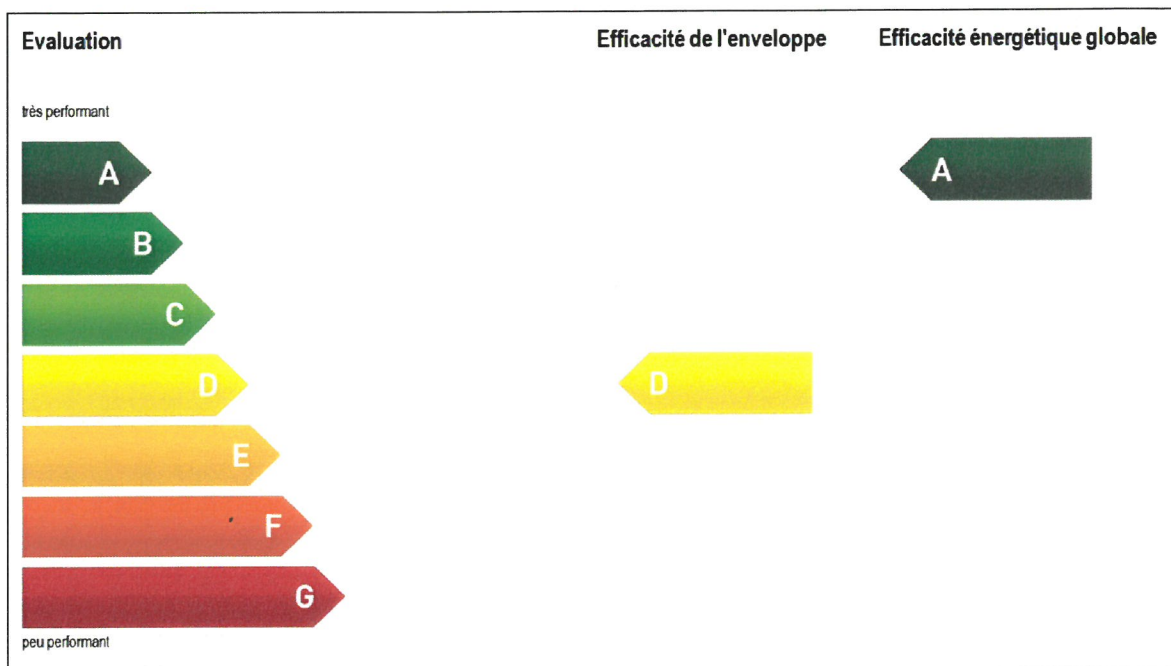 Evaluation
Efficacité de l'enveloppe
Efficacité énergétique globale
très performant
A
A
B
C
D
D
E
F
G
peu performant